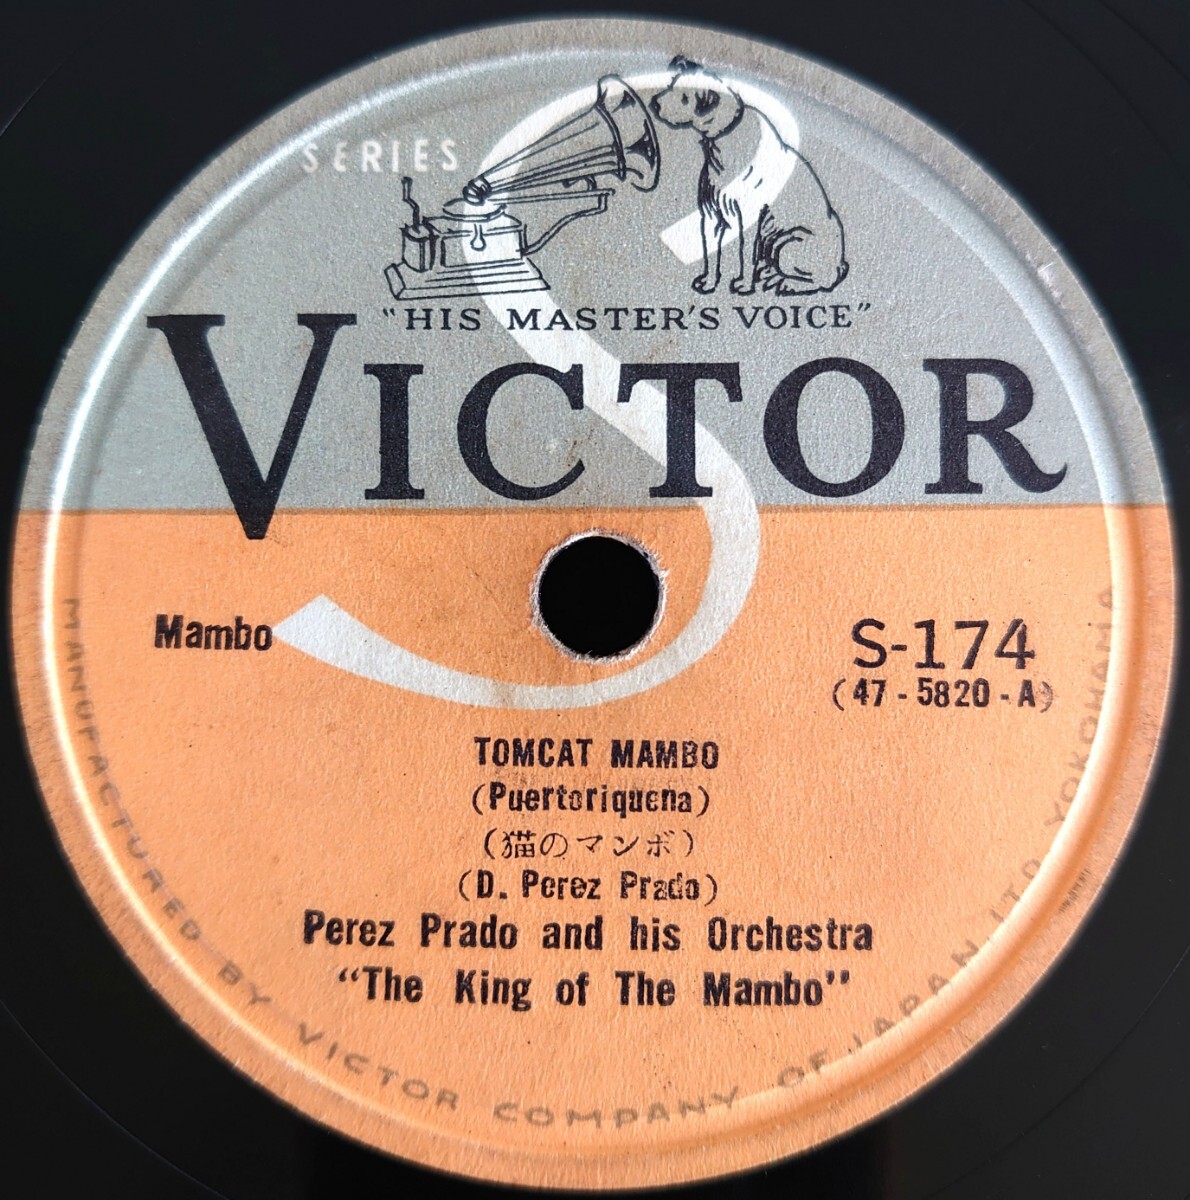 SERIES
S
"HIS MASTER'S VOICE"
VICTOR
Mambo
S-174
(47-5820-A)
TOMCAT MAMBO
(Puertoriquena)
(猫のマンボ)
(D. Perez Prado)
Perez Prado and his Orchestra
"The King of The Mambo"
MANUFACTURED BY VICTOR COMPANY OF JAPAN, LTD. YOKOHAMA